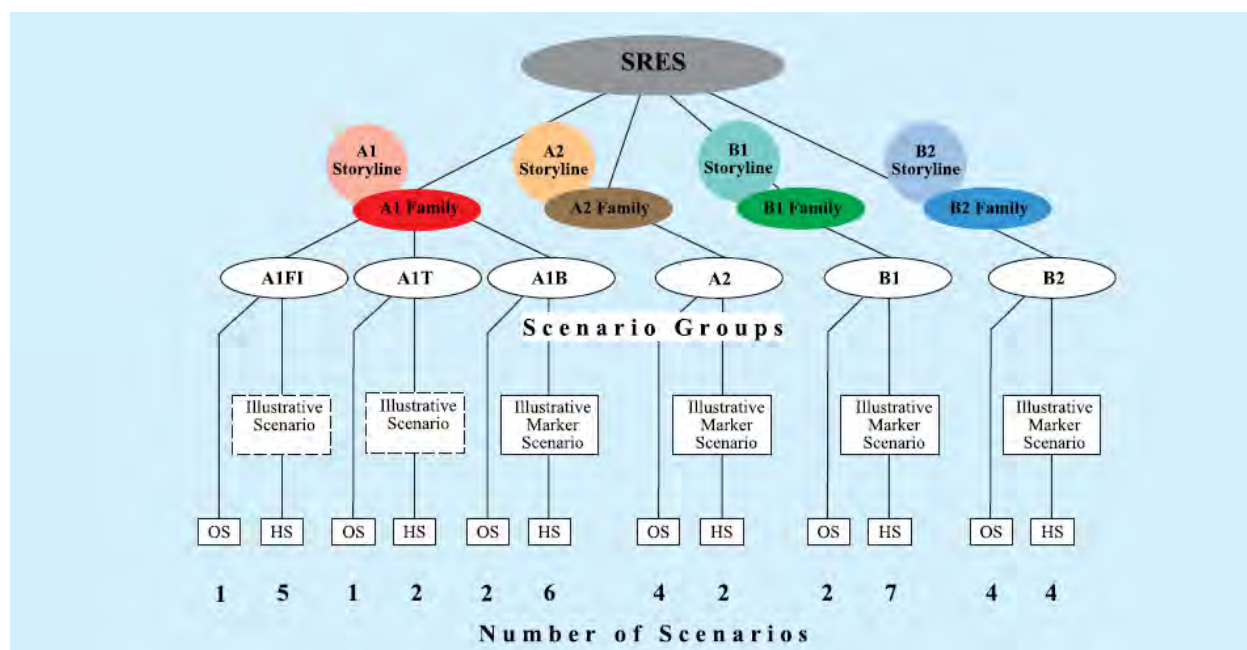 SRES
A1
Storyline
A2
Storyline
B1
Storyline
B2
Storyline
A1 Family
A2 Family
B1 Family
B2 Family
A1FI
A1T
A1B
A2
B1
B2
Scenario Groups
Illustrative
Scenario
Illustrative
Scenario
Illustrative
Marker
Scenario
Illustrative
Marker
Scenario
Illustrative
Marker
Scenario
Illustrative
Marker
Scenario
OS HS OS HS OS HS OS HS OS HS OS HS
1 5 1 2 2 6 4 2 2 7 4 4
Number of Scenarios